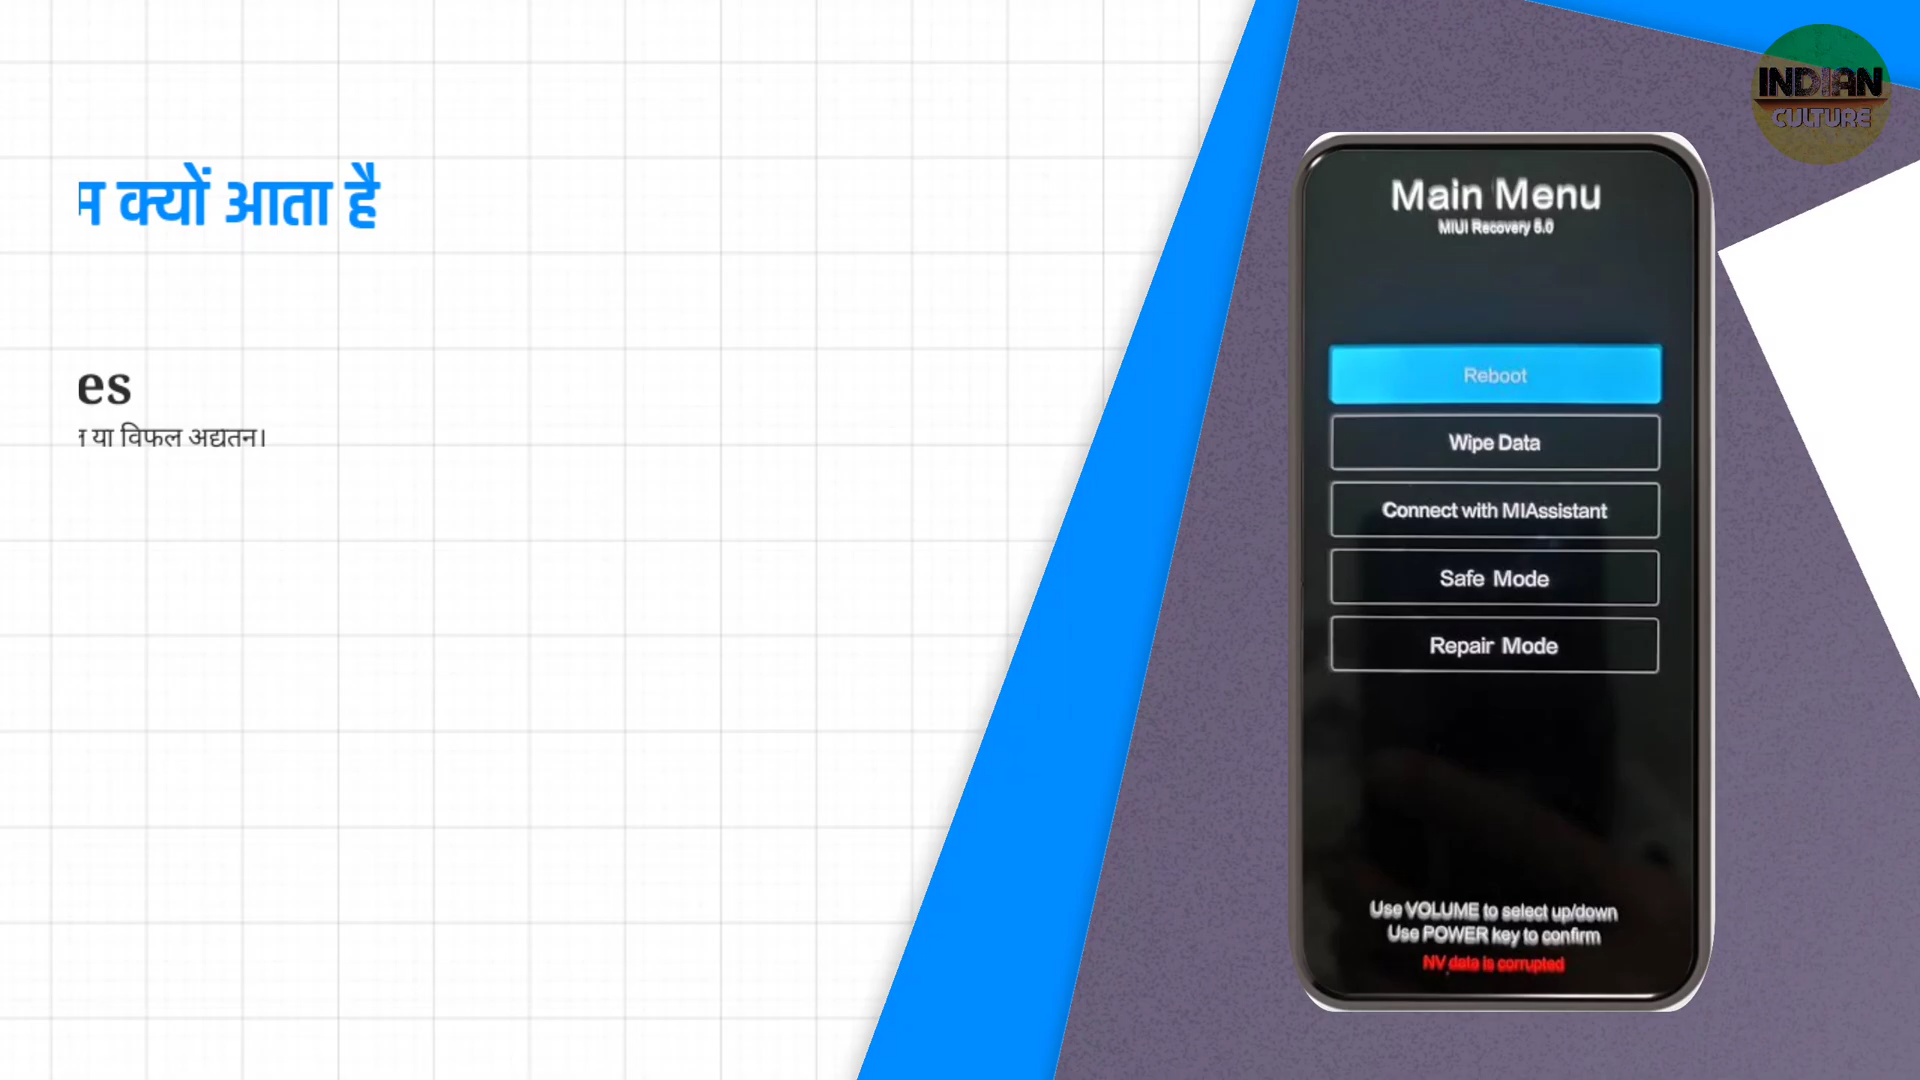 क्यों आता है
es
या विफल अद्यतन।
INDIAN
CULTURE
Main Menu
MIUI Recovery 5.0
Reboot
Wipe Data
Connect with MIAssistant
Safe Mode
Repair Mode
Use VOLUME to select up/down
Use POWER key to confirm
NV data is corrupted